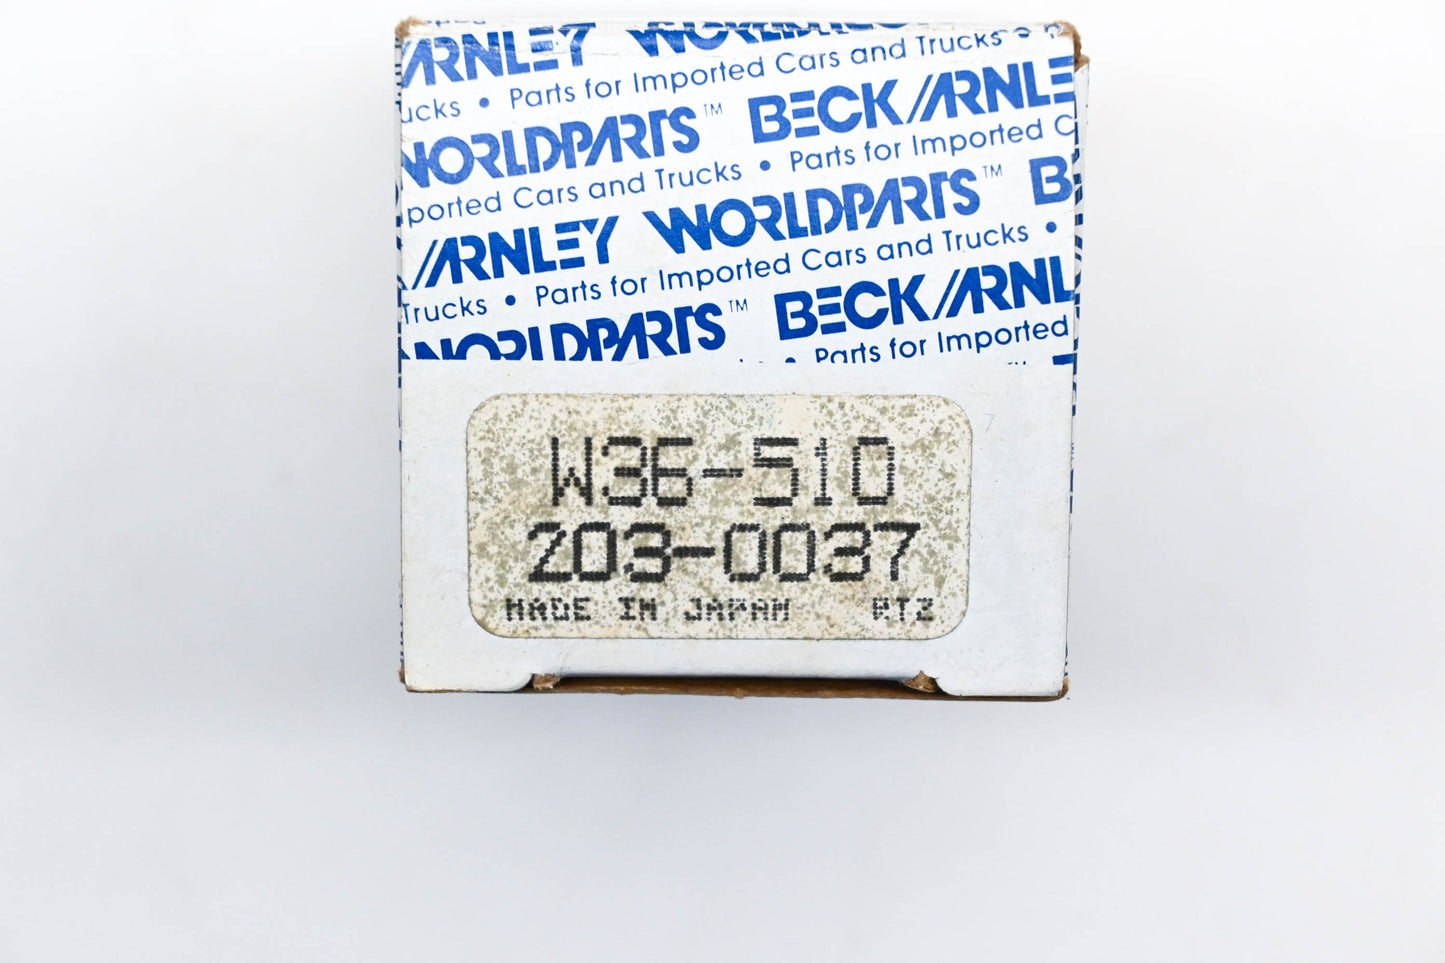 ARNLEY WORLDPARTS
ucks • Parts for Imported Cars and Trucks
WORLDPARTS™ BECK/ARNLE
ported Cars and Trucks • Parts for Imported C
/ARNLEY WORLDPARTS™ B
Trucks • Parts for Imported Cars and Trucks •
WORLDPARTS™ BECK/ARNL
• Parts for Imported
W36-510
203-0037
MADE IN JAPAN